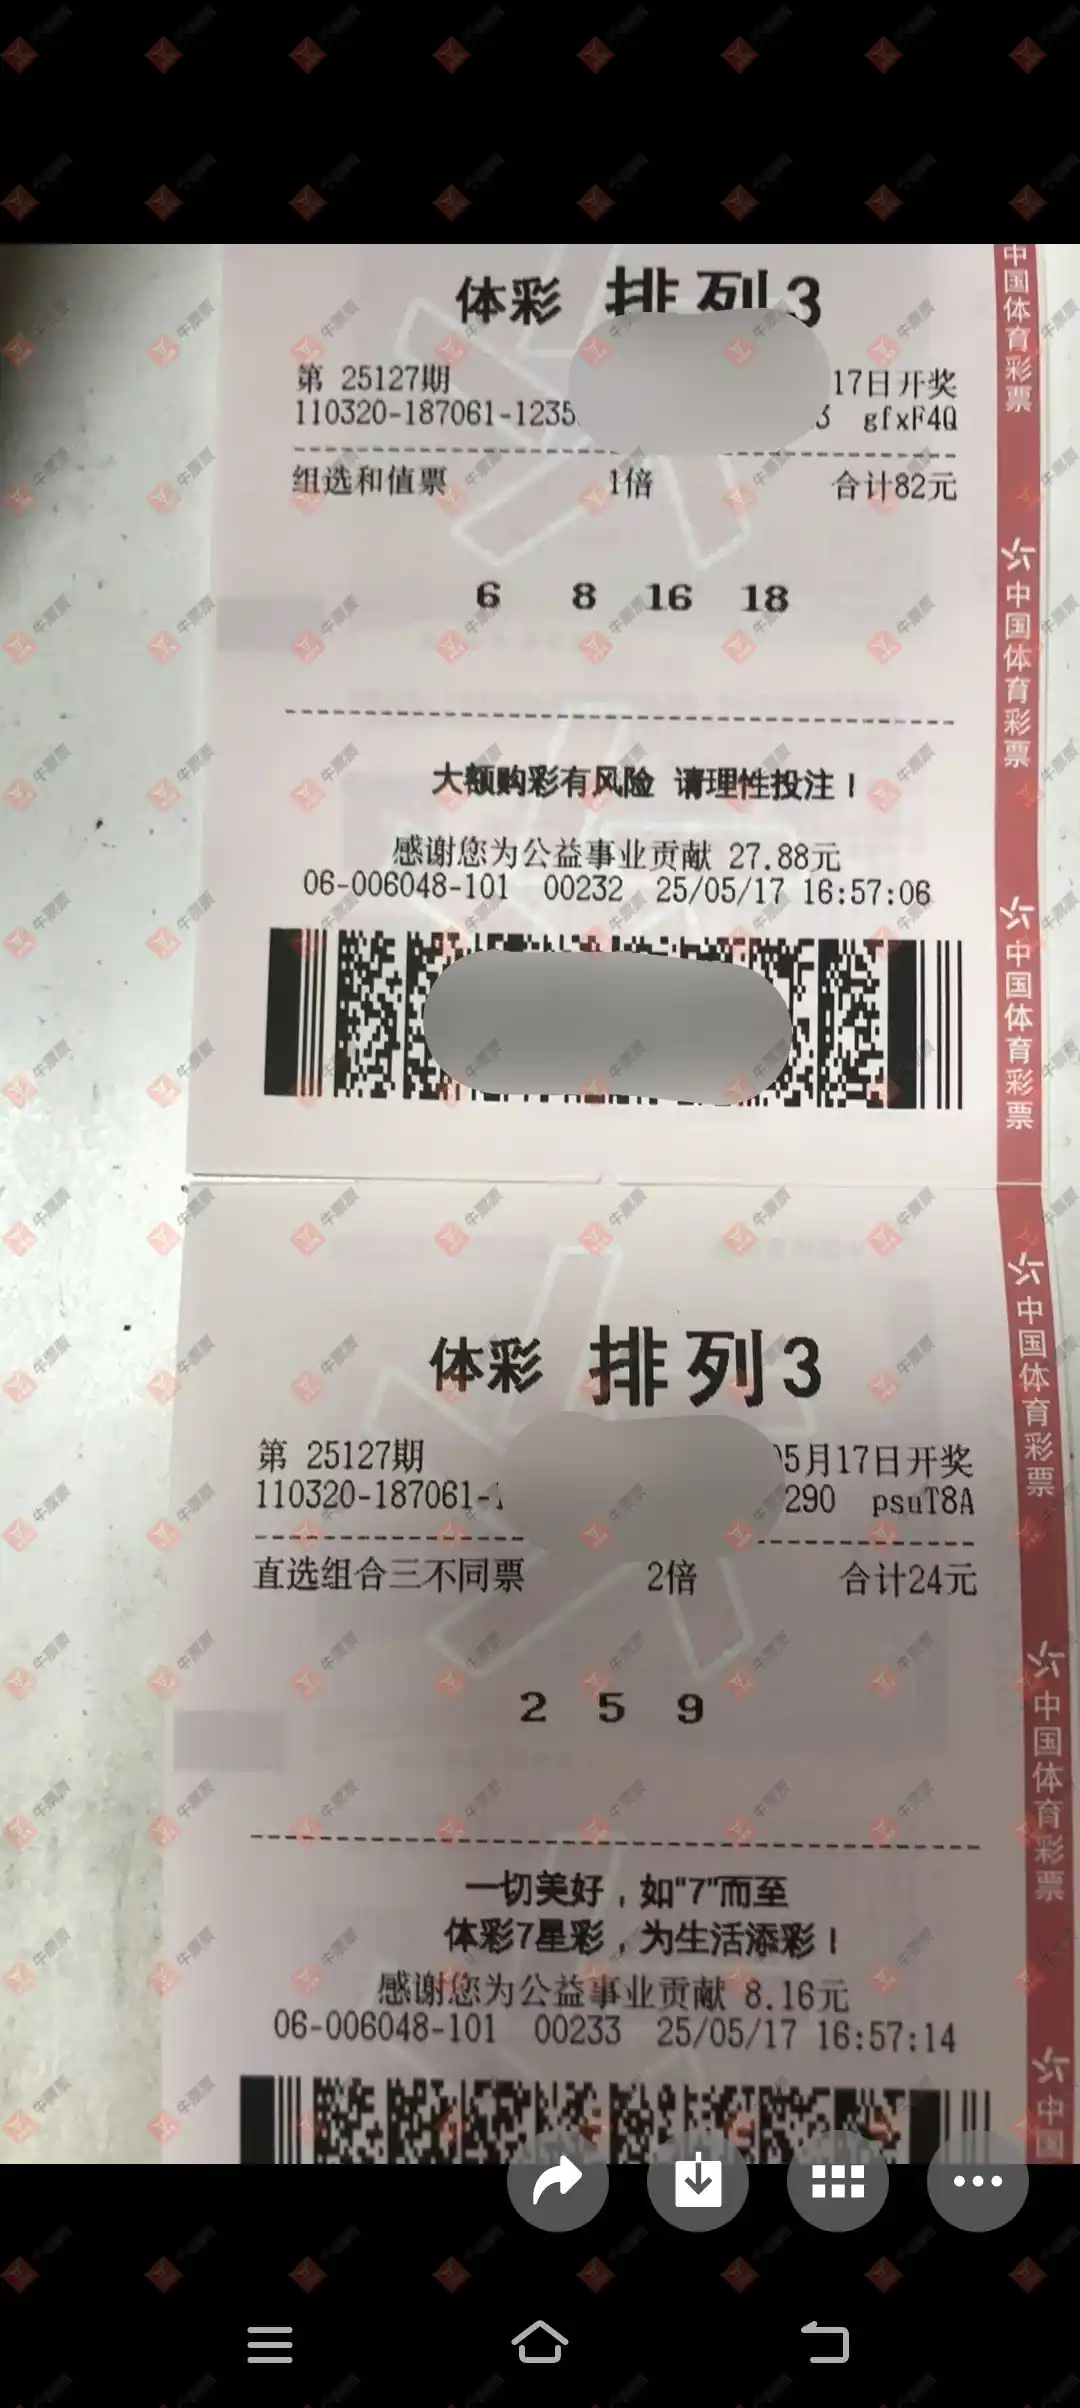 体彩 排列3
第 25127期 17日开奖
110320-187061-1235 3 gfxF4Q
组选和值票 1倍 合计82元
6 8 16 18
大额购彩有风险 请理性投注！
感谢您为公益事业贡献 27.88元
06-006048-101 00232 25/05/17 16:57:06
中国体育彩票
中国体育彩票
中国体育彩票
体彩 排列3
第 25127期 05月17日开奖
110320-187061-1 290 psuT8A
直选组合三不同票 2倍 合计24元
2 5 9
一切美好，如“7”而至
体彩7星彩，为生活添彩！
感谢您为公益事业贡献 8.16元
06-006048-101 00233 25/05/17 16:57:14
中国体育彩票
中国体育彩票
中国
牛票票